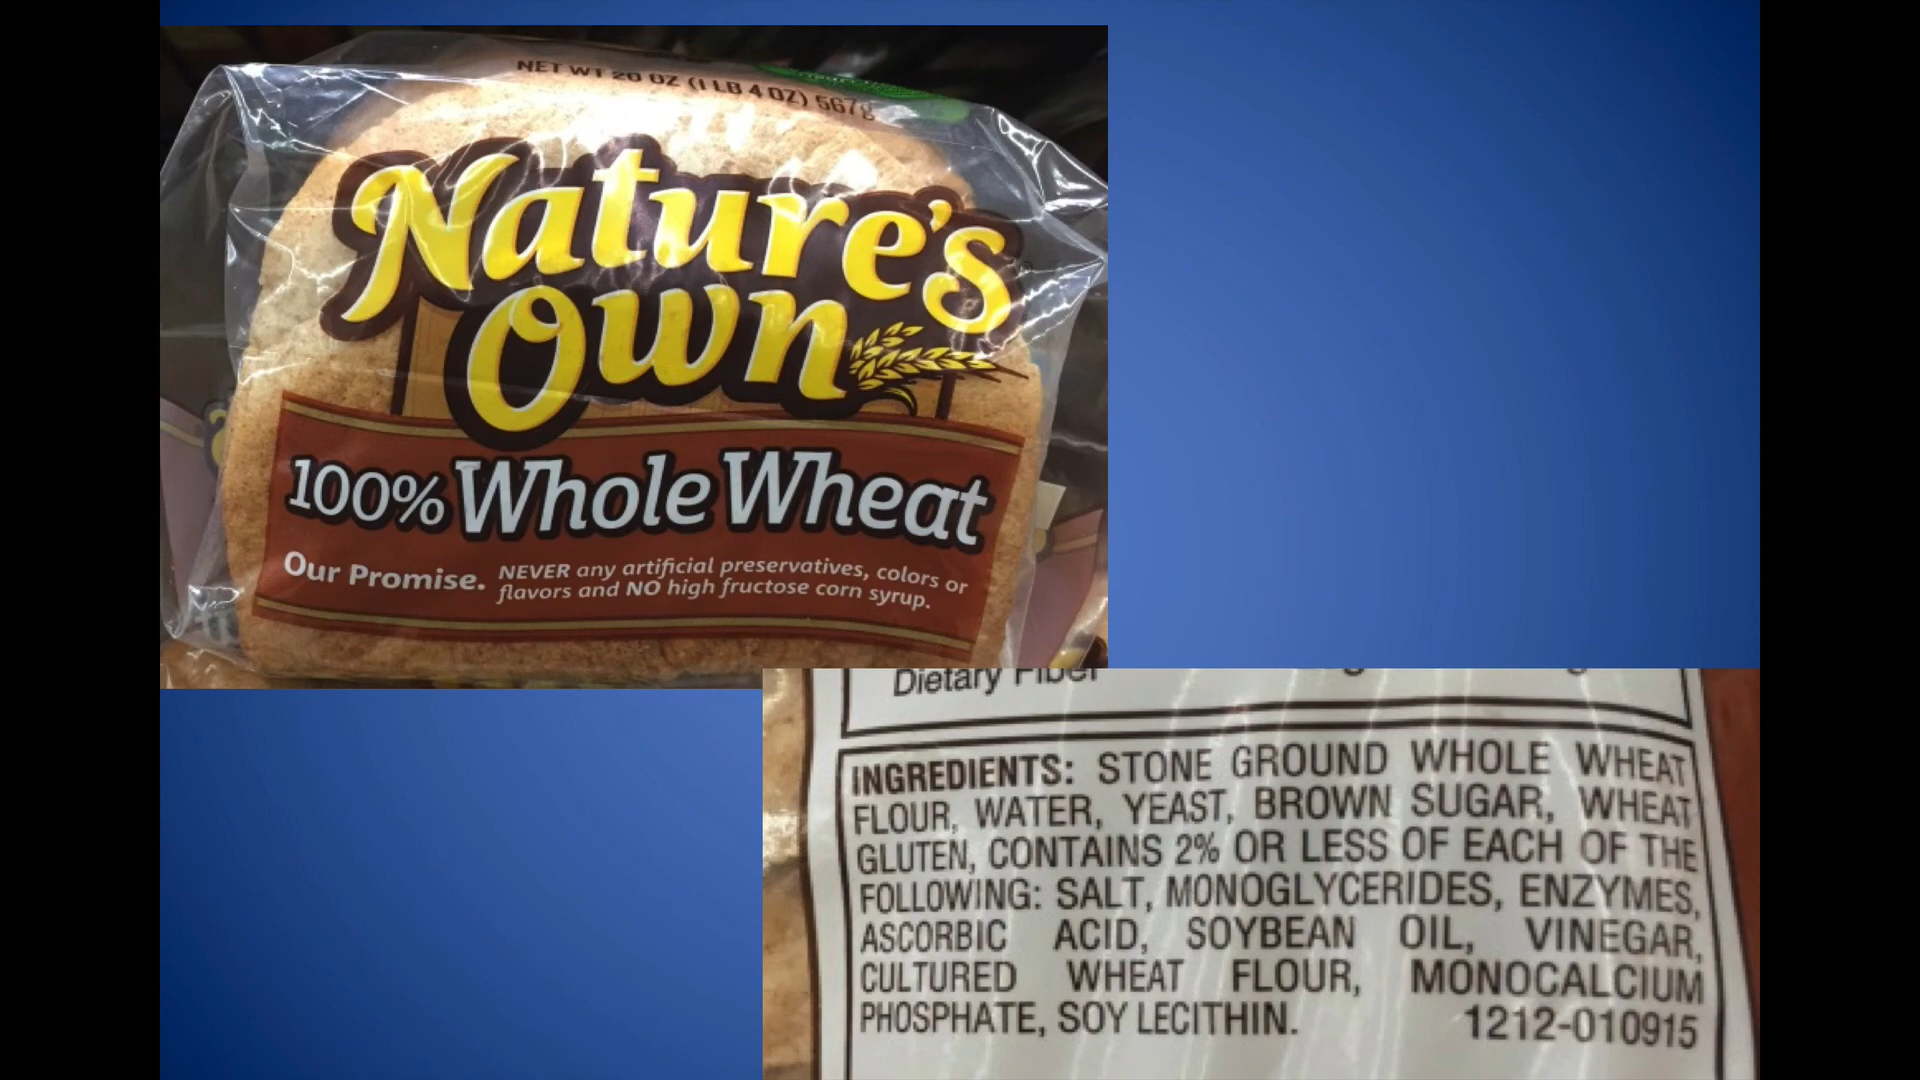 NET WT 20 OZ (1 LB 4 OZ) 567g
Nature's
Own
100% Whole Wheat
Our Promise. NEVER any artificial preservatives, colors or
flavors and NO high fructose corn syrup.
Dietary Fiber
INGREDIENTS: STONE GROUND WHOLE WHEAT
FLOUR, WATER, YEAST, BROWN SUGAR, WHEAT
GLUTEN, CONTAINS 2% OR LESS OF EACH OF THE
FOLLOWING: SALT, MONOGLYCERIDES, ENZYMES,
ASCORBIC ACID, SOYBEAN OIL, VINEGAR,
CULTURED WHEAT FLOUR, MONOCALCIUM
PHOSPHATE, SOY LECITHIN. 1212-010915